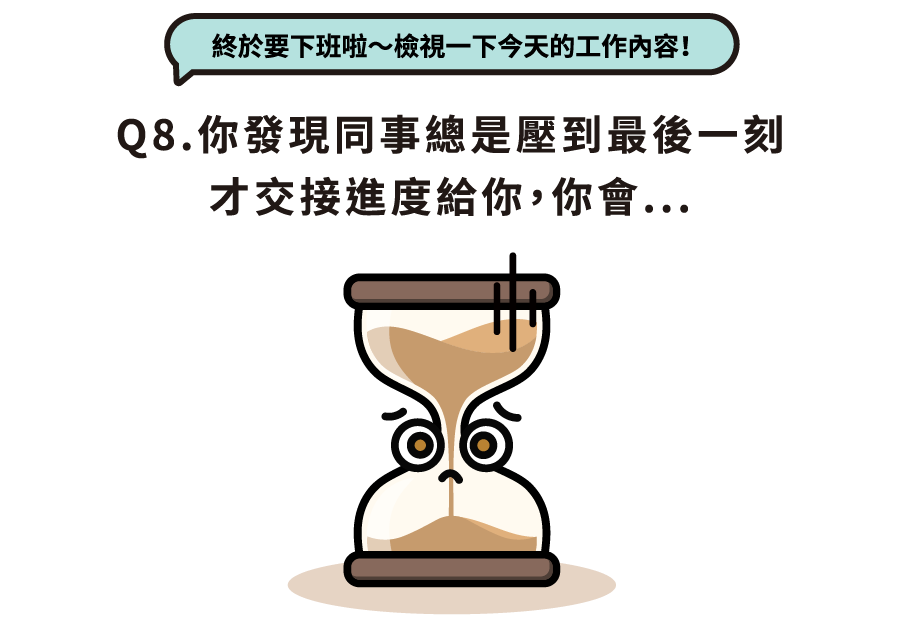 終於要下班啦～檢視一下今天的工作內容！
Q8.你發現同事總是壓到最後一刻
才交接進度給你，你會...